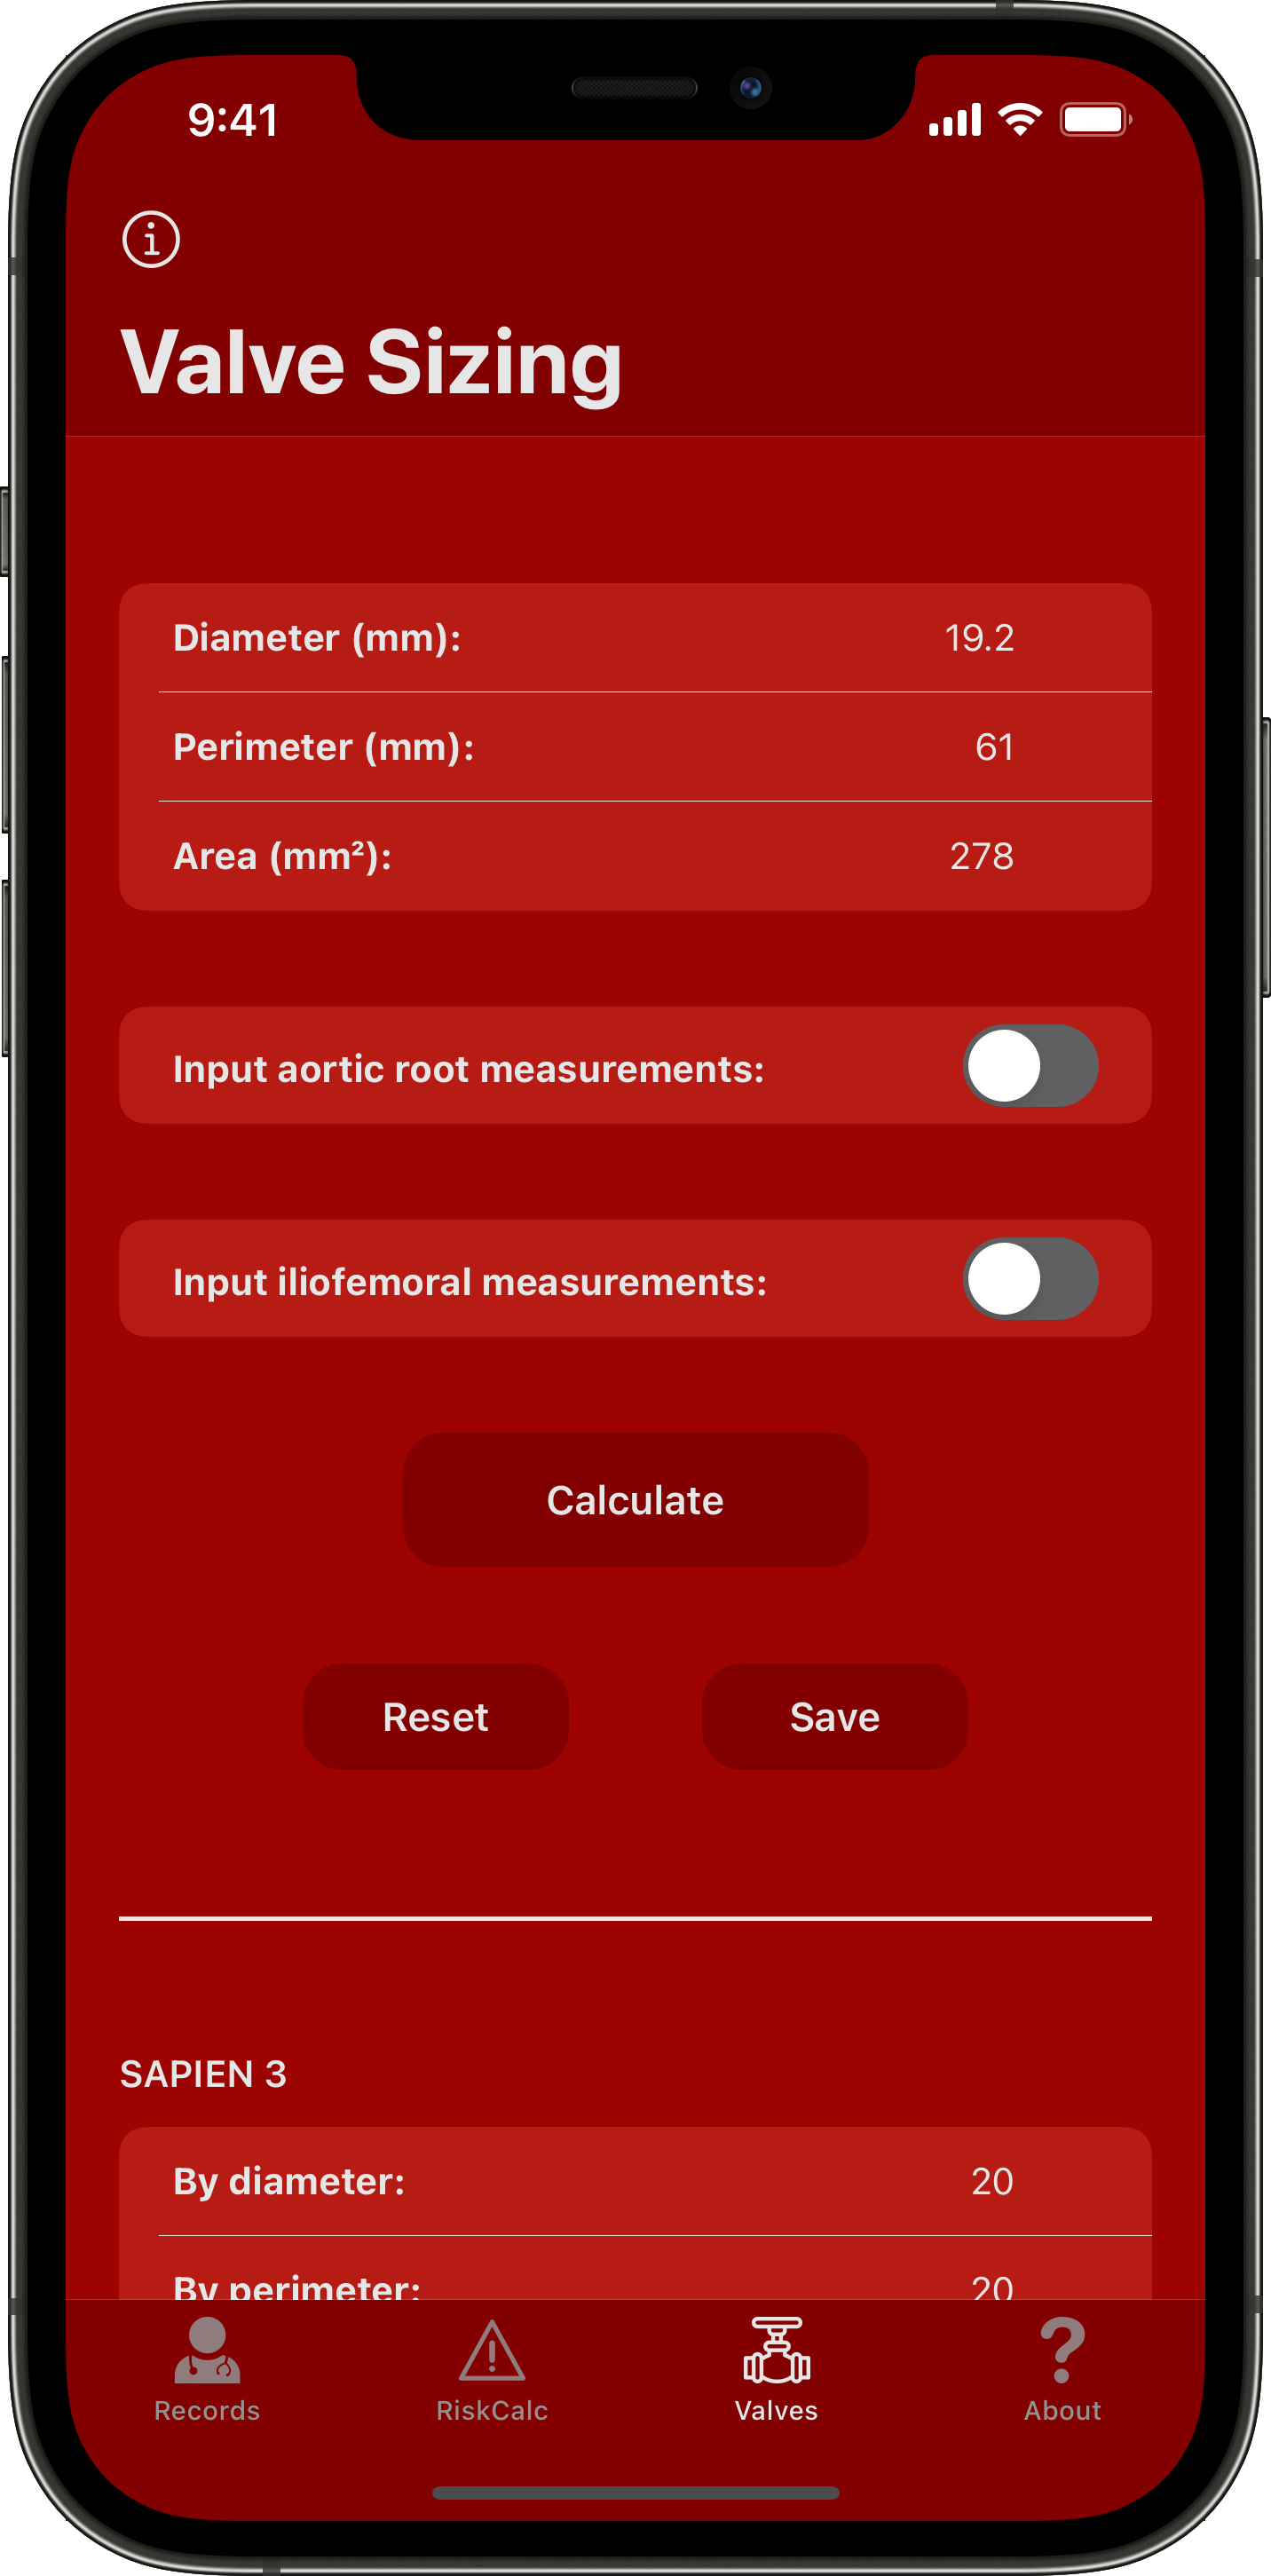 9:41
Valve Sizing
Diameter (mm): 19.2
Perimeter (mm): 61
Area (mm²): 278
Input aortic root measurements:
Input iliofemoral measurements:
Calculate
Reset Save
SAPIEN 3
By diameter: 20
By perimeter: 20
Records RiskCalc Valves About